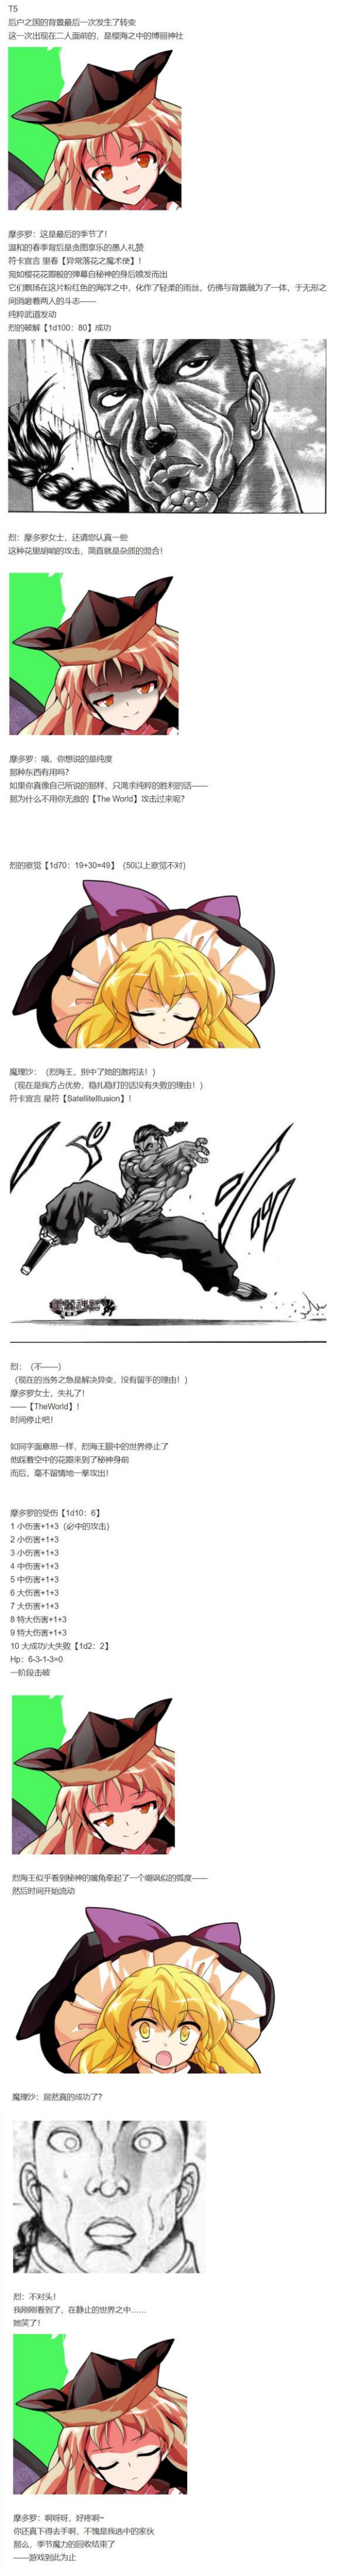 T5
后户之国的背景最后一次发生了转变
这一次出现在二人面前的，是樱海之中的博丽神社
摩多罗：这是最后的季节了！
温和的春季背后是贪图享乐的愚人礼赞
符卡宣言 里春【异常落花之魔术使】！
宛如樱花花瓣般的弹幕自秘神的身后喷发而出
它们飘扬在这片粉红色的海洋之中，化作了轻柔的雨丝，仿佛与背景融为了一体，于无形之
间消磨着两人的斗志——
纯粹武道发动
烈的破解【1d100：80】成功
烈：摩多罗女士，还请您认真一些
这种花里胡哨的攻击，简直就是杂质的混合！
摩多罗：哦，你想说的是纯度
那种东西有用吗？
如果你真像自己所说的那样，只渴求纯粹的胜利的话——
那为什么不用你无敌的【The World】攻击过来呢？
烈的察觉【1d70：19+30=49】（50以上察觉不对）
魔理沙：（烈海王，别中了她的激将法！）
（现在是我方占优势，稳扎稳打的话没有失败的理由！）
符卡宣言 星符【SatelliteIllusion】！
烈：（不——）
（现在的当务之急是解决异变，没有留手的理由！）
摩多罗女士，失礼了！
——【TheWorld】！
时间停止吧！
如同字面意思一样，烈海王眼中的世界停止了
他踩着空中的花瓣来到了秘神身前
而后，毫不留情地一拳攻出！
摩多罗的受伤【1d10：6】
1 小伤害+1+3（必中的攻击）
2 小伤害+1+3
3 小伤害+1+3
4 中伤害+1+3
5 中伤害+1+3
6 大伤害+1+3
7 大伤害+1+3
8 特大伤害+1+3
9 特大伤害+1+3
10 大成功/大失败【1d2：2】
Hp：6-3-1-3=0
一阶段击破
烈海王似乎看到秘神的嘴角牵起了一个嘲讽似的弧度——
然后时间开始流动
魔理沙：居然真的成功了？
烈：不对头！
我刚刚看到了，在静止的世界之中……
她笑了！
摩多罗：啊呀呀，好疼啊~
你还真下得去手啊，不愧是我选中的家伙
那么，季节魔力的回收结束了
——游戏到此为止